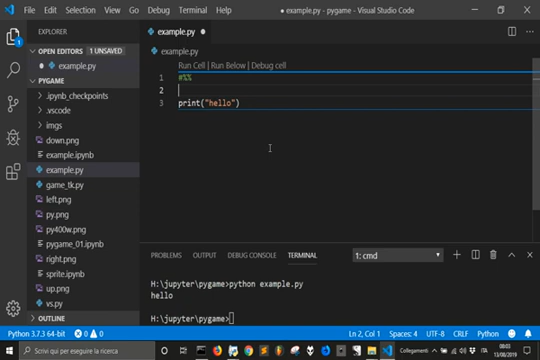 File Edit Selection View Go Debug Terminal Help
● example.py - pygame - Visual Studio Code
EXPLORER
OPEN EDITORS 1 UNSAVED
● example.py
PYGAME
.ipynb_checkpoints
.vscode
imgs
down.png
example.ipynb
example.py
game_tk.py
left.png
py.png
py400w.png
pygame_01.ipynb
right.png
sprite.ipynb
up.png
vs.py
OUTLINE
example.py ●
example.py
Run Cell | Run Below | Debug cell
1 #%%
2
3 print("hello")
PROBLEMS OUTPUT DEBUG CONSOLE TERMINAL 1: cmd
H:\jupyter\pygame>python example.py
hello
H:\jupyter\pygame>
Python 3.7.3 64-bit 0 0 Ln 2, Col 1 Spaces: 4 UTF-8 CRLF Python
Scrivi qui per eseguire la ricerca
Collegamenti
ITA
08:03
13/08/2019